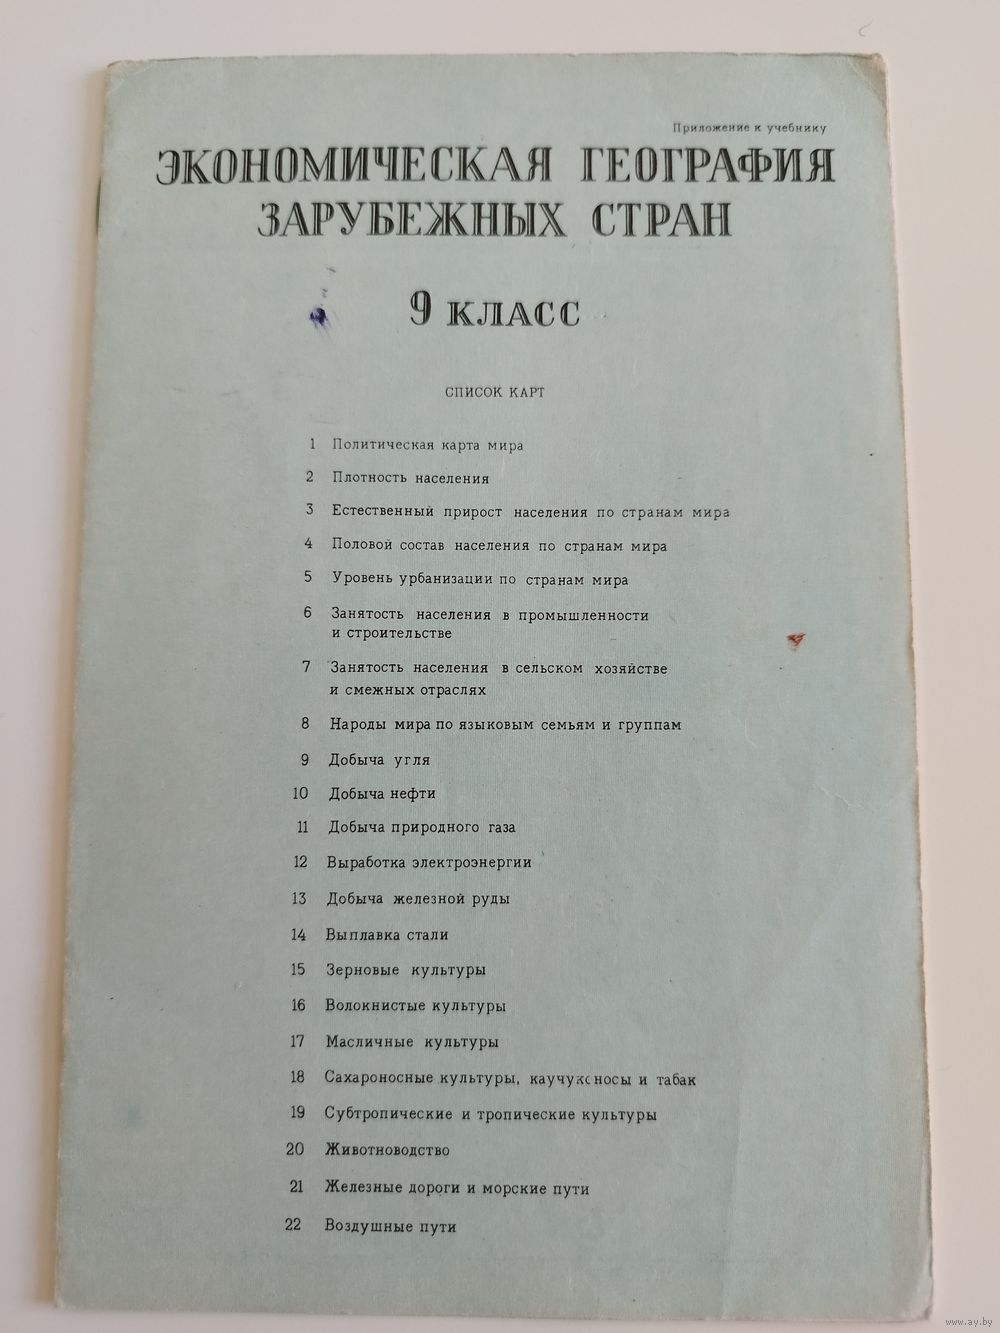 Приложение к учебнику
ЭКОНОМИЧЕСКАЯ ГЕОГРАФИЯ
ЗАРУБЕЖНЫХ СТРАН
9 КЛАСС
СПИСОК КАРТ
1 Политическая карта мира
2 Плотность населения
3 Естественный прирост населения по странам мира
4 Половой состав населения по странам мира
5 Уровень урбанизации по странам мира
6 Занятость населения в промышленности
и строительстве
7 Занятость населения в сельском хозяйстве
и смежных отраслях
8 Народы мира по языковым семьям и группам
9 Добыча угля
10 Добыча нефти
11 Добыча природного газа
12 Выработка электроэнергии
13 Добыча железной руды
14 Выплавка стали
15 Зерновые культуры
16 Волокнистые культуры
17 Масличные культуры
18 Сахароносные культуры, каучуконосы и табак
19 Субтропические и тропические культуры
20 Животноводство
21 Железные дороги и морские пути
22 Воздушные пути
www.ay.by